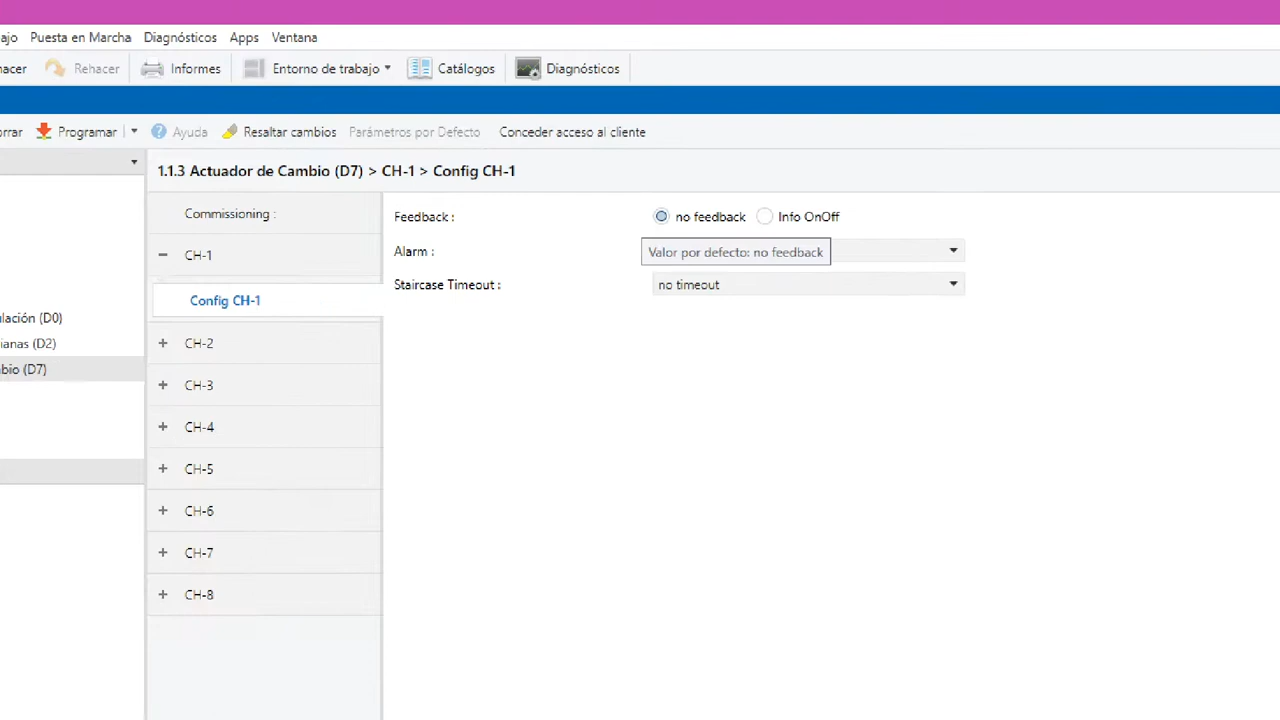 ajo Puesta en Marcha Diagnósticos Apps Ventana
nacer Rehacer Informes Entorno de trabajo Catálogos Diagnósticos
orrar Programar Ayuda Resaltar cambios Parámetros por Defecto Conceder acceso al cliente
1.1.3 Actuador de Cambio (D7) > CH-1 > Config CH-1
Commissioning :
Feedback : no feedback Info OnOff
CH-1
Alarm : Valor por defecto: no feedback
Staircase Timeout : no timeout
Config CH-1
ulación (D0)
ianas (D2)
CH-2
bio (D7)
CH-3
CH-4
CH-5
CH-6
CH-7
CH-8